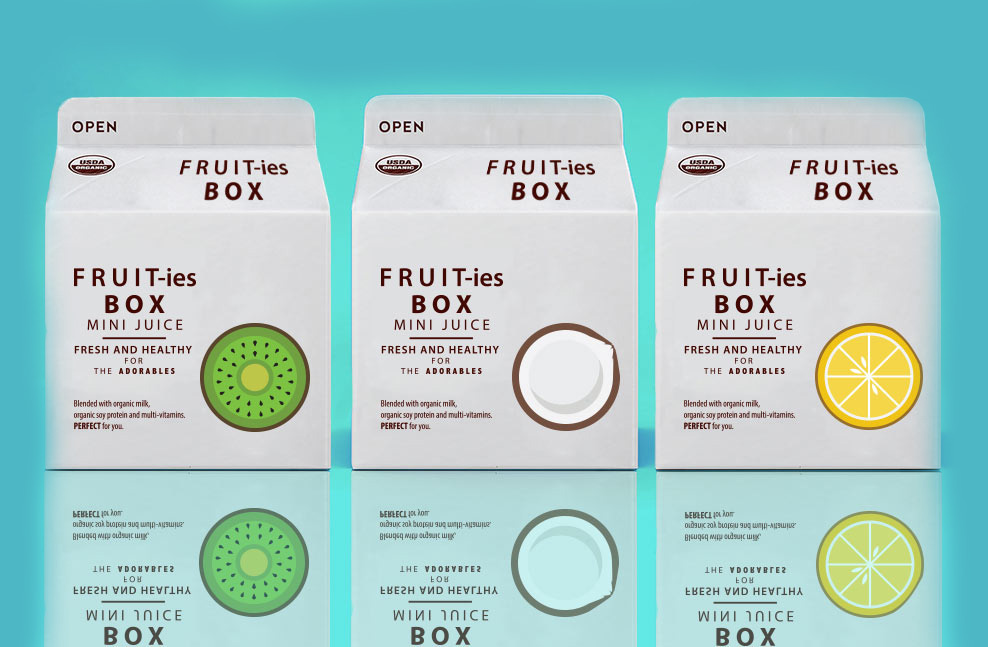 OPEN
USDA
ORGANIC
FRUIT-ies
BOX
FRUIT-ies
BOX
MINI JUICE
FRESH AND HEALTHY
FOR
THE ADORABLES
Blended with organic milk,
organic soy protein and multi-vitamins.
PERFECT for you.
OPEN
USDA
ORGANIC
FRUIT-ies
BOX
FRUIT-ies
BOX
MINI JUICE
FRESH AND HEALTHY
FOR
THE ADORABLES
Blended with organic milk,
organic soy protein and multi-vitamins.
PERFECT for you.
OPEN
USDA
ORGANIC
FRUIT-ies
BOX
FRUIT-ies
BOX
MINI JUICE
FRESH AND HEALTHY
FOR
THE ADORABLES
Blended with organic milk,
organic soy protein and multi-vitamins.
PERFECT for you.